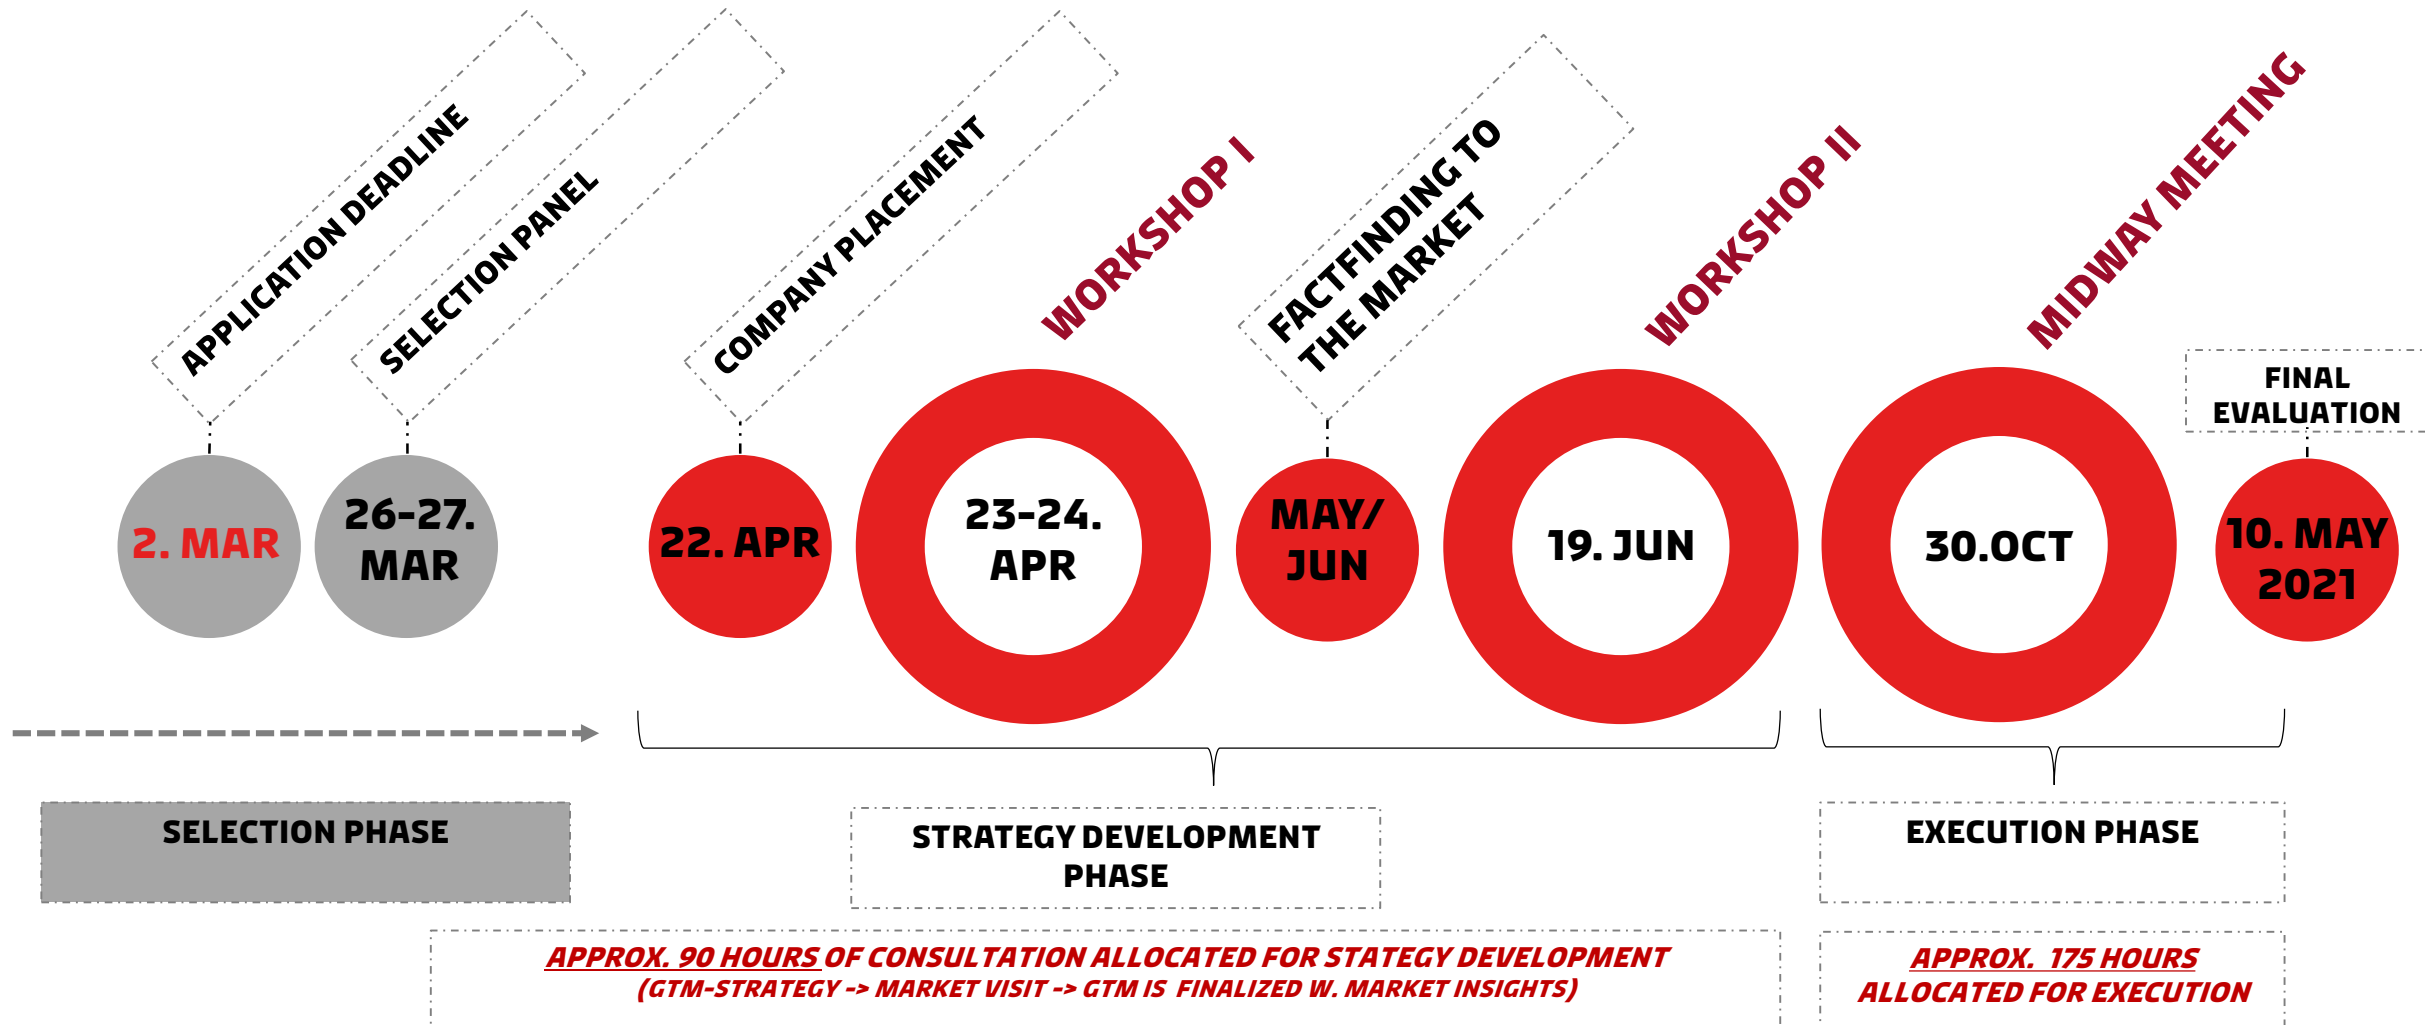 APPLICATION DEADLINE
SELECTION PANEL
COMPANY PLACEMENT
WORKSHOP I
FACTFINDING TO
THE MARKET
WORKSHOP II
MIDWAY MEETING
FINAL
EVALUATION
2. MAR
26-27.
MAR
22. APR
23-24.
APR
MAY/
JUN
19. JUN
30.OCT
10. MAY
2021
SELECTION PHASE
STRATEGY DEVELOPMENT
PHASE
EXECUTION PHASE
APPROX. 90 HOURS OF CONSULTATION ALLOCATED FOR STATEGY DEVELOPMENT
(GTM-STRATEGY -> MARKET VISIT -> GTM IS FINALIZED W. MARKET INSIGHTS)
APPROX. 175 HOURS
ALLOCATED FOR EXECUTION